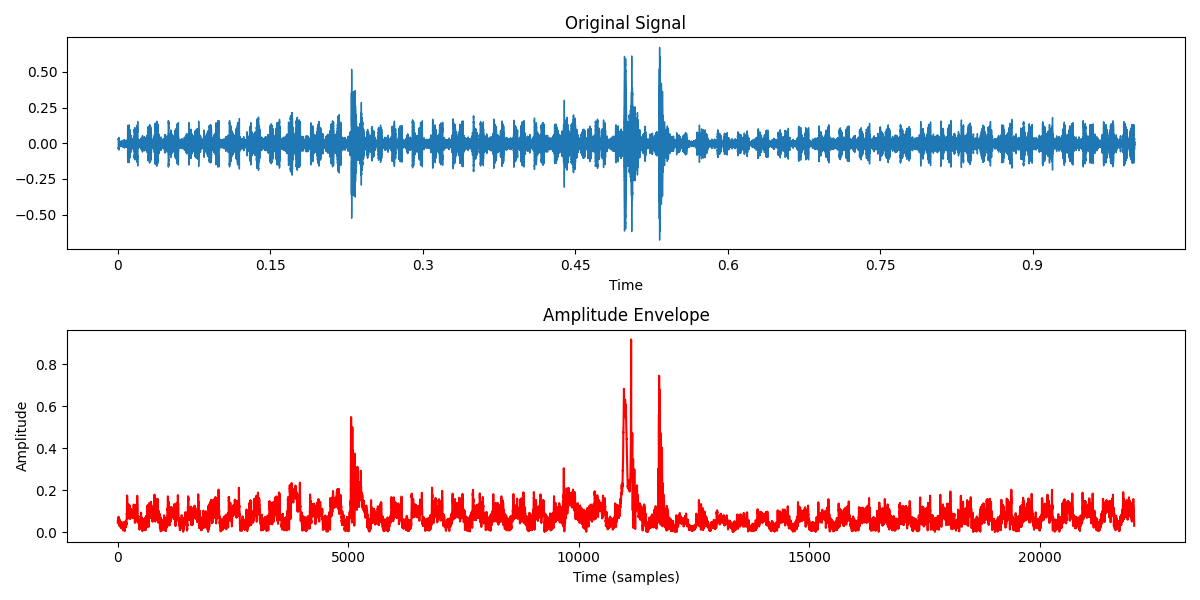 Original Signal
0.50
0.25
0.00
−0.25
−0.50
0 0.15 0.3 0.45 0.6 0.75 0.9
Time
Amplitude Envelope
Amplitude
0.8
0.6
0.4
0.2
0.0
0 5000 10000 15000 20000
Time (samples)